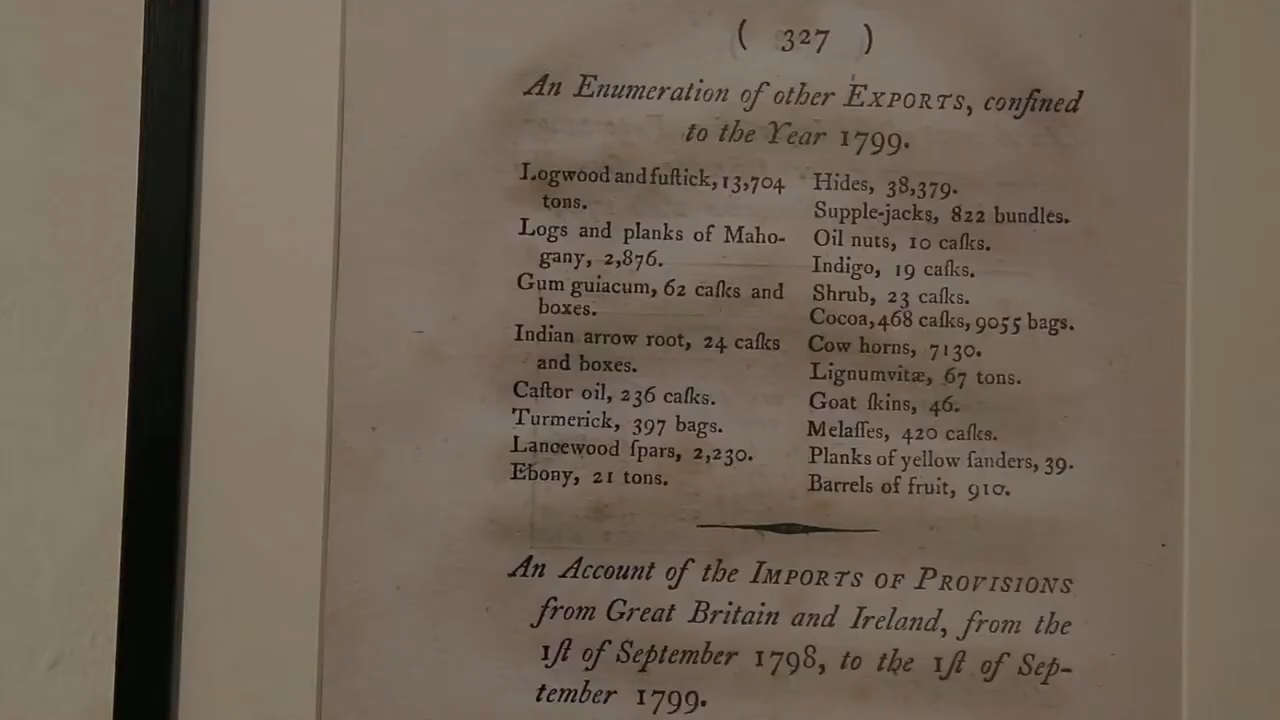 ( 327 )
An Enumeration of other EXPORTS, confined
to the Year 1799.
Logwood and fuſtick, 13,704
tons.
Logs and planks of Maho-
gany, 2,876.
Gum guiacum, 62 caſks and
boxes.
Indian arrow root, 24 caſks
and boxes.
Caſtor oil, 236 caſks.
Turmerick, 397 bags.
Lancewood ſpars, 2,230.
Ebony, 21 tons.
Hides, 38,379.
Supple-jacks, 822 bundles.
Oil nuts, 10 caſks.
Indigo, 19 caſks.
Shrub, 23 caſks.
Cocoa, 468 caſks, 9055 bags.
Cow horns, 7130.
Lignumvitæ, 67 tons.
Goat ſkins, 46.
Melaſſes, 420 caſks.
Planks of yellow ſanders, 39.
Barrels of fruit, 910.
An Account of the IMPORTS OF PROVISIONS
from Great Britain and Ireland, from the
1ſt of September 1798, to the 1ſt of Sep-
tember 1799.